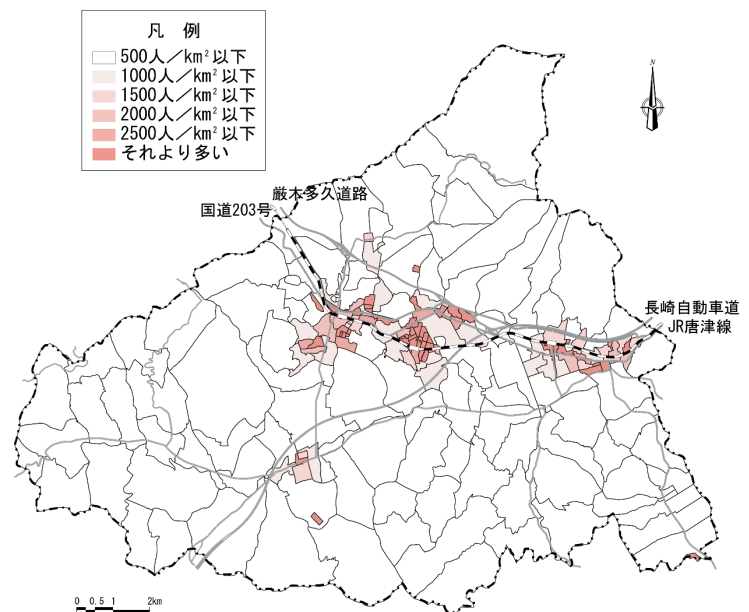 凡 例
500人／km²以下
1000人／km²以下
1500人／km²以下
2000人／km²以下
2500人／km²以下
それより多い
N
厳木多久道路
国道203号
長崎自動車道
JR唐津線
0 0.5 1 2km